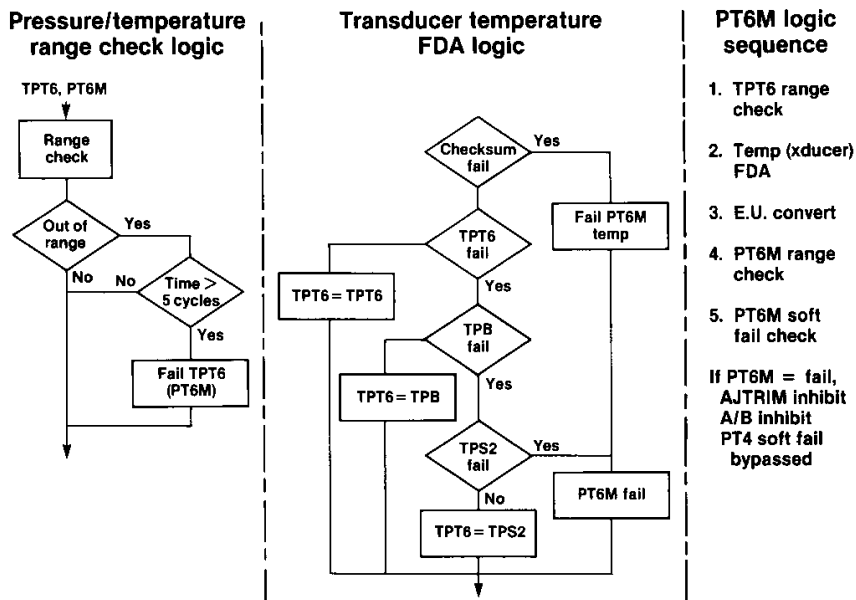 Pressure/temperature
range check logic
TPT6, PT6M
Range
check
Out of
range
Yes
No
No
Time >
5 cycles
Yes
Fail TPT6
(PT6M)
Transducer temperature
FDA logic
Checksum
fail
Yes
Fail PT6M
temp
TPT6
fail
TPT6 = TPT6
Yes
TPB
fail
TPT6 = TPB
Yes
TPS2
fail
Yes
PT6M fail
No
TPT6 = TPS2
PT6M logic
sequence
1. TPT6 range
check
2. Temp (xducer)
FDA
3. E.U. convert
4. PT6M range
check
5. PT6M soft
fail check
If PT6M = fail,
AJTRIM inhibit
A/B inhibit
PT4 soft fail
bypassed